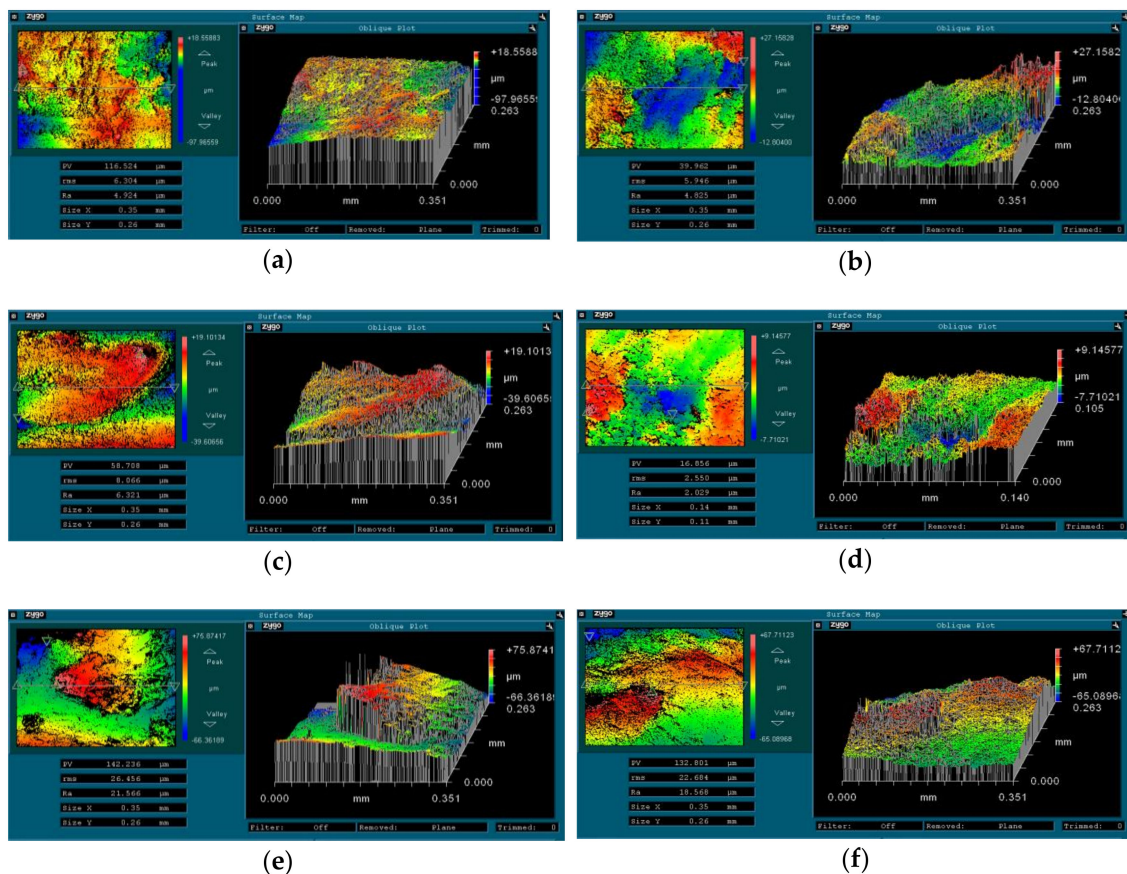 zygo Surface Map
+18.55883
Peak
µm
Valley
-97.96559
PV 116.524 µm
rms 6.304 µm
Ra 4.924 µm
Size X 0.35 mm
Size Y 0.26 mm
zygo Oblique Plot
+18.5588
µm
-97.96559
0.263
mm
0.000
0.000 mm 0.351
Filter: Off Removed: Plane Trimmed: 0
(a)
zygo Surface Map
+27.15828
Peak
µm
Valley
-12.80400
PV 39.962 µm
rms 5.946 µm
Ra 4.825 µm
Size X 0.35 mm
Size Y 0.26 mm
zygo Oblique Plot
+27.1582
µm
-12.80400
0.263
mm
0.000
0.000 mm 0.351
Filter: Off Removed: Plane Trimmed: 0
(b)
zygo Surface Map
+19.10134
Peak
µm
Valley
-39.60656
PV 58.708 µm
rms 8.066 µm
Ra 6.321 µm
Size X 0.35 mm
Size Y 0.26 mm
zygo Oblique Plot
+19.1013
µm
-39.6065
0.263
mm
0.000
0.000 mm 0.351
Filter: Off Removed: Plane Trimmed: 0
(c)
zygo Surface Map
+9.14577
Peak
µm
Valley
-7.71021
PV 16.856 µm
rms 2.550 µm
Ra 2.029 µm
Size X 0.14 mm
Size Y 0.11 mm
zygo Oblique Plot
+9.14577
µm
-7.71021
0.105
mm
0.000
0.000 mm 0.140
Filter: Off Removed: Plane Trimmed: 0
(d)
zygo Surface Map
+75.87417
Peak
µm
Valley
-66.36189
PV 142.236 µm
rms 26.456 µm
Ra 21.566 µm
Size X 0.35 mm
Size Y 0.26 mm
zygo Oblique Plot
+75.8741
µm
-66.36189
0.263
mm
0.000
0.000 mm 0.351
Filter: Off Removed: Plane Trimmed: 0
(e)
zygo Surface Map
+67.71123
Peak
µm
Valley
-65.08968
PV 132.801 µm
rms 22.684 µm
Ra 18.568 µm
Size X 0.35 mm
Size Y 0.26 mm
zygo Oblique Plot
+67.7112
µm
-65.08968
0.263
mm
0.000
0.000 mm 0.351
Filter: Off Removed: Plane Trimmed: 0
(f)